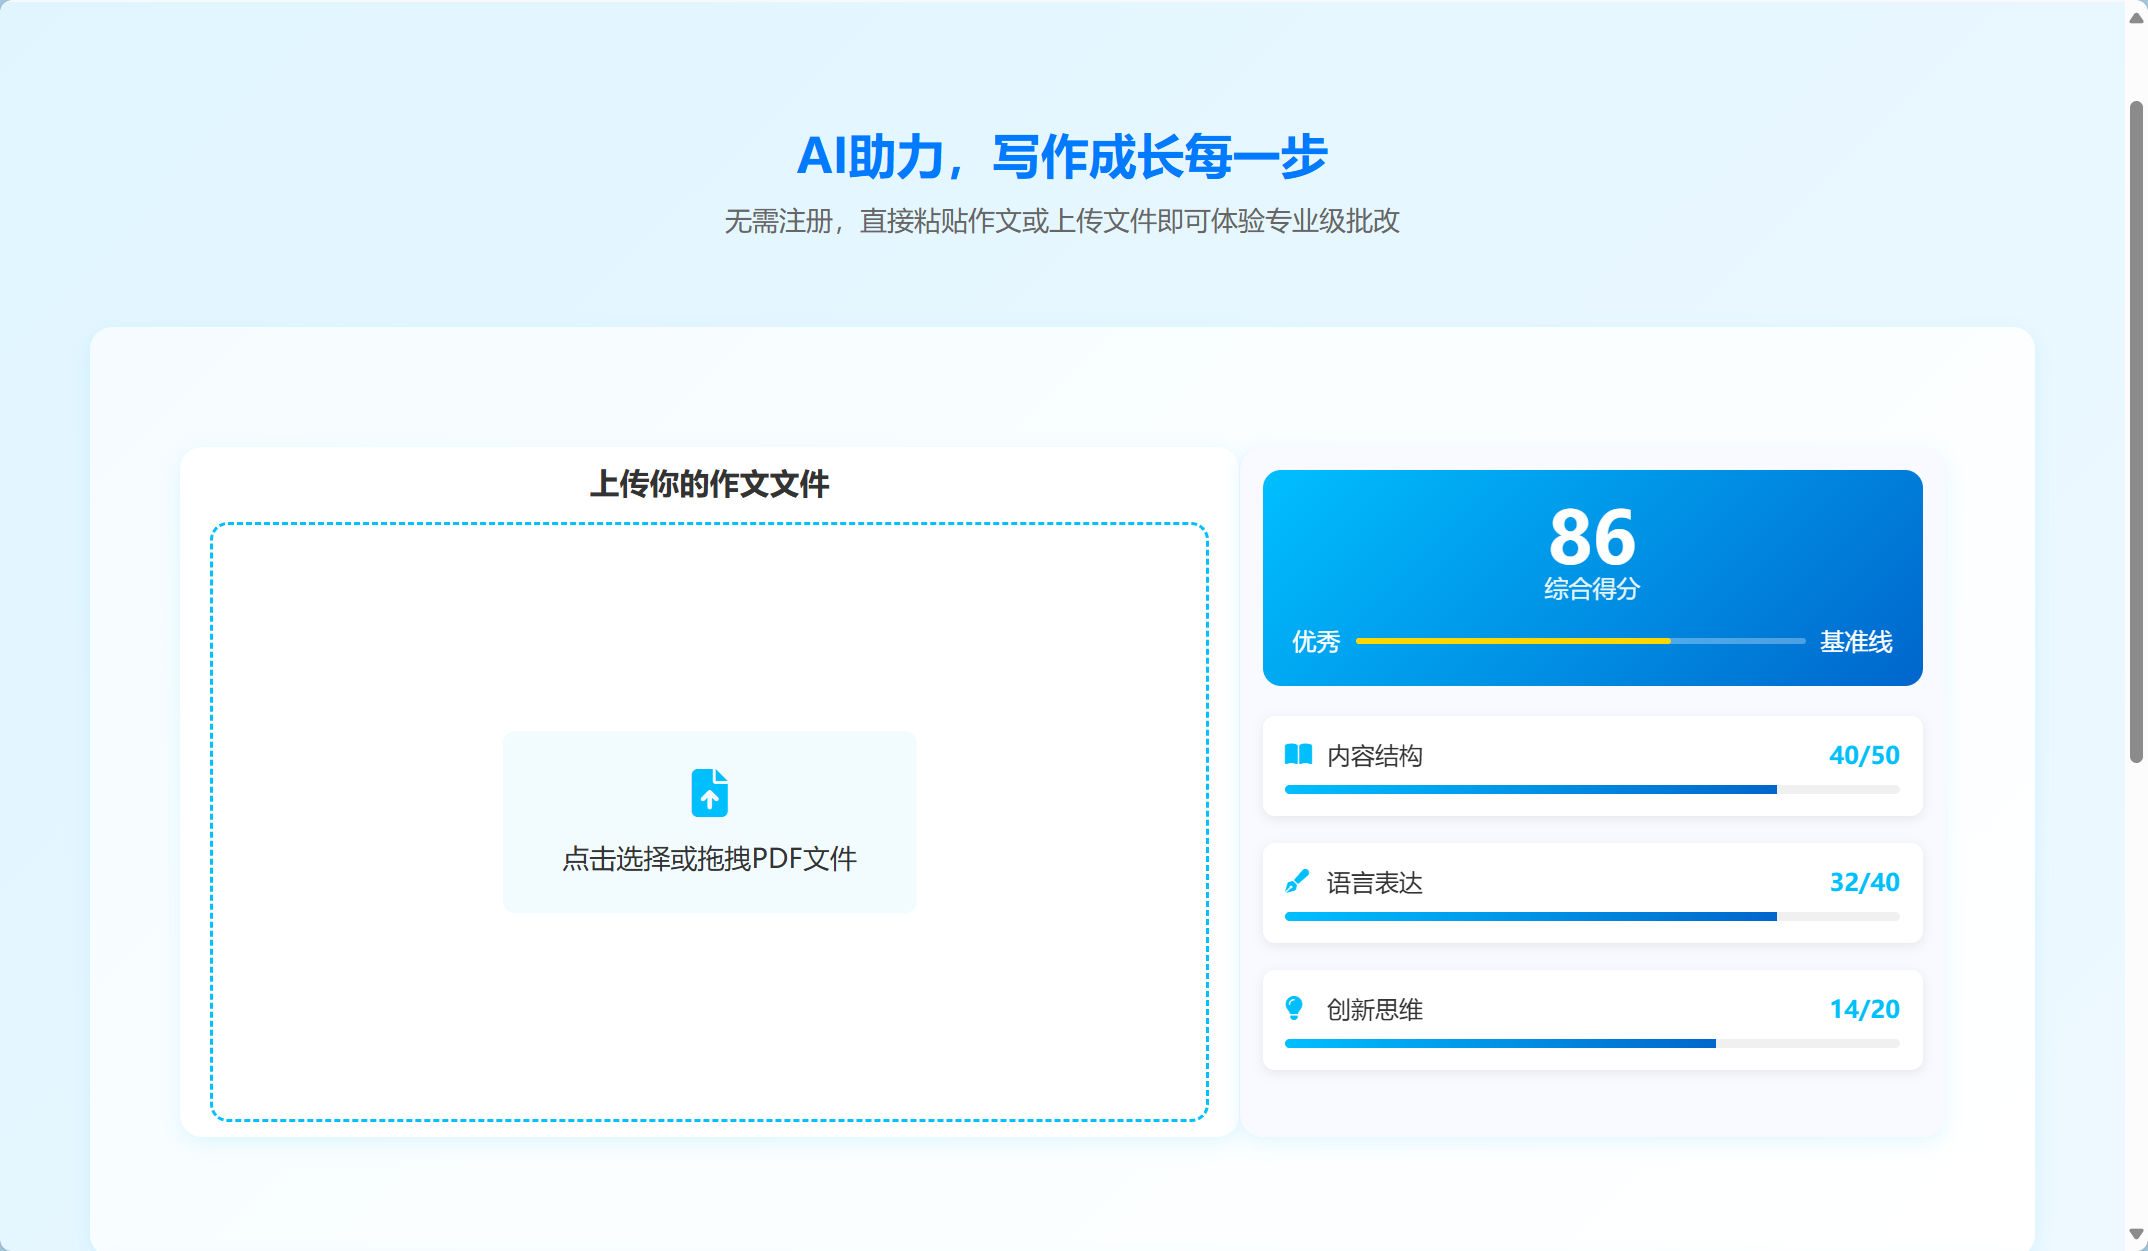 AI助力，写作成长每一步
无需注册，直接粘贴作文或上传文件即可体验专业级批改
上传你的作文文件
点击选择或拖拽PDF文件
86
综合得分
优秀 基准线
内容结构 40/50
语言表达 32/40
创新思维 14/20